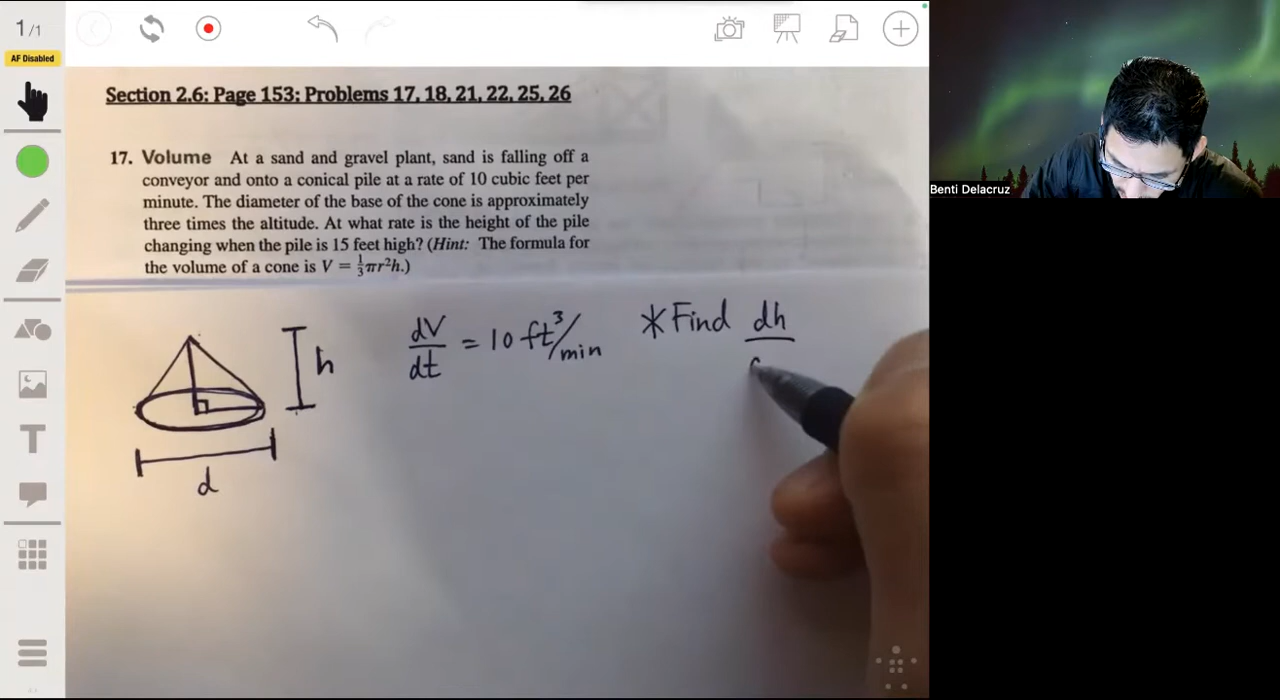 1/1
AF Disabled
T
Section 2.6: Page 153: Problems 17, 18, 21, 22, 25, 26
17. Volume At a sand and gravel plant, sand is falling off a
conveyor and onto a conical pile at a rate of 10 cubic feet per
minute. The diameter of the base of the cone is approximately
three times the altitude. At what rate is the height of the pile
changing when the pile is 15 feet high? (Hint: The formula for
the volume of a cone is V = 1/3πr²h.)
h
d
dV/dt = 10 ft³/min
*Find dh
Benti Delacruz